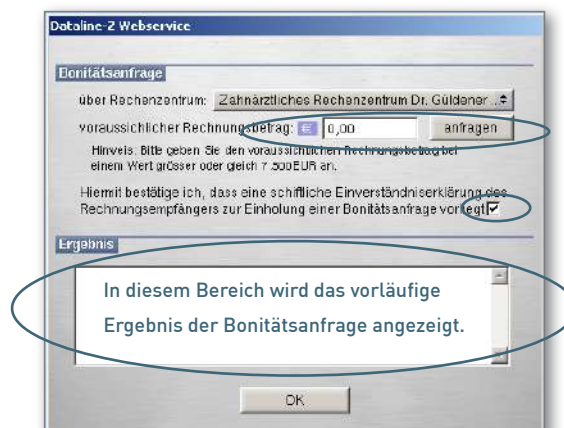 Dataline-Z Webservice
Bonitätsanfrage
über Rechenzentrum: Zahnärztliches Rechenzentrum Dr. Güldener ...
voraussichlicher Rechnungsbetrag: € 0,00 anfragen
Hinweis: Bitte geben Sie den voraussichtlichen Rechnungsbetrag bei
einem Wert grösser oder gleich 7.500EUR an.
Hiermit bestätige ich, dass eine schiftliche Einverständniserklärung des
Rechnungsempfängers zur Einholung einer Bonitätsanfrage vorliegt
Ergebnis
In diesem Bereich wird das vorläufige
Ergebnis der Bonitätsanfrage angezeigt.
OK